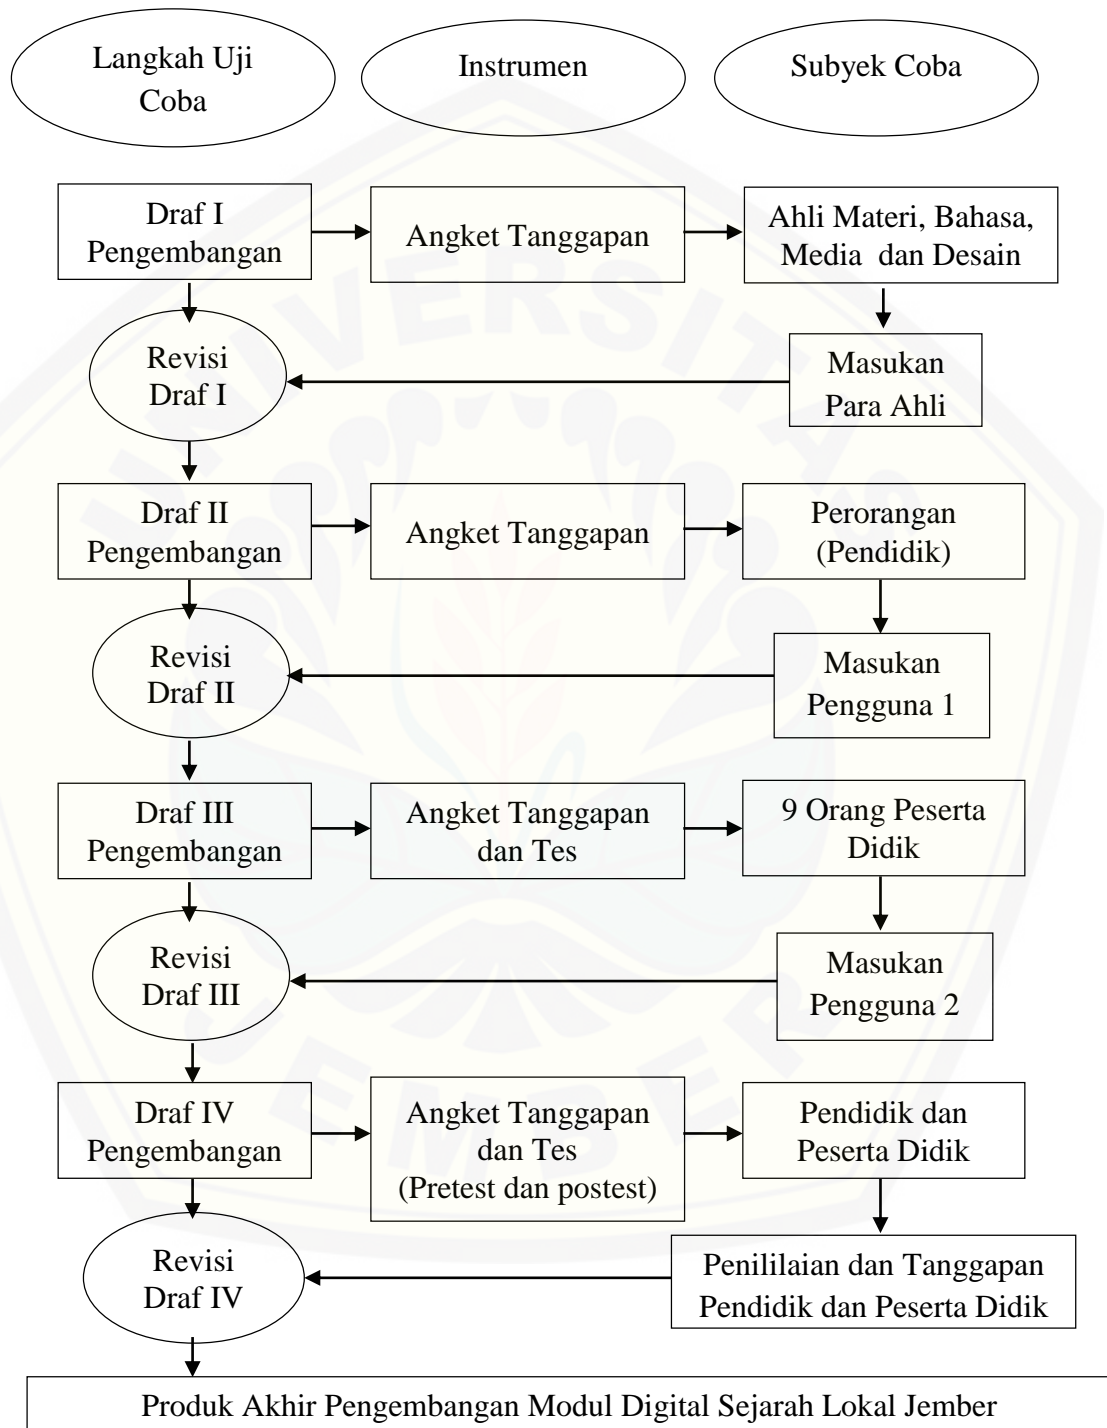 Langkah Uji
Coba
Instrumen
Subyek Coba
Draf I
Pengembangan
Angket Tanggapan
Ahli Materi, Bahasa,
Media dan Desain
Revisi
Draf I
Masukan
Para Ahli
Draf II
Pengembangan
Angket Tanggapan
Perorangan
(Pendidik)
Revisi
Draf II
Masukan
Pengguna 1
Draf III
Pengembangan
Angket Tanggapan
dan Tes
9 Orang Peserta
Didik
Revisi
Draf III
Masukan
Pengguna 2
Draf IV
Pengembangan
Angket Tanggapan
dan Tes
(Pretest dan postest)
Pendidik dan
Peserta Didik
Revisi
Draf IV
Penililaian dan Tanggapan
Pendidik dan Peserta Didik
Produk Akhir Pengembangan Modul Digital Sejarah Lokal Jember
UNIVERSITAS
JEMBER